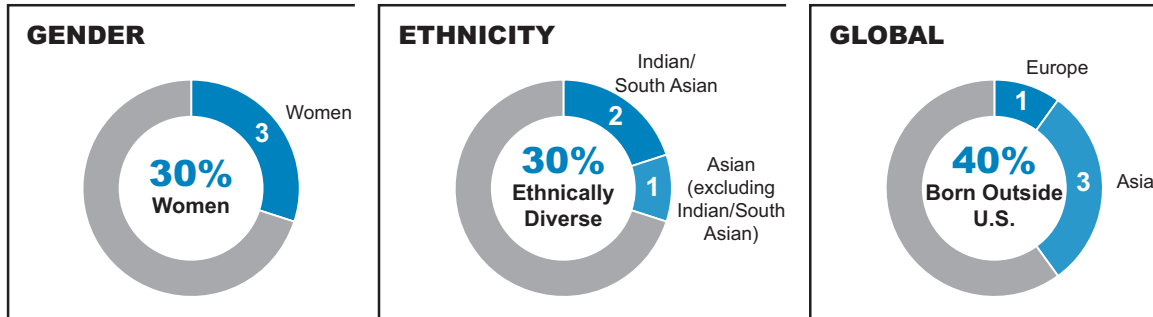 GENDER
Women
3
30%
Women
ETHNICITY
Indian/
South Asian
2
Asian
(excluding
Indian/South
Asian)
1
30%
Ethnically
Diverse
GLOBAL
Europe
1
3
Asia
40%
Born Outside
U.S.